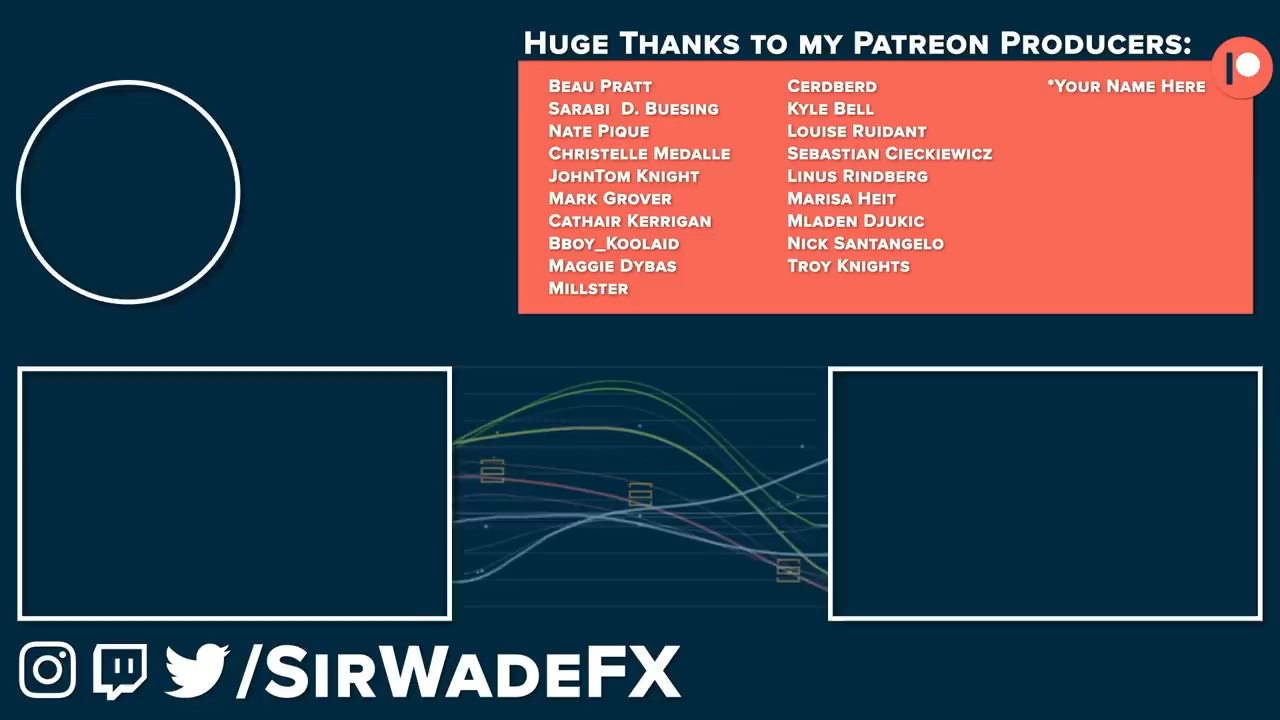 Huge Thanks to my Patreon Producers:
Beau Pratt
Sarabi D. Buesing
Nate Pique
Christelle Medalle
JohnTom Knight
Mark Grover
Cathair Kerrigan
Bboy_Koolaid
Maggie Dybas
Millster
Cerdberd
Kyle Bell
Louise Ruidant
Sebastian Cieckiewicz
Linus Rindberg
Marisa Heit
Mladen Djukic
Nick Santangelo
Troy Knights
*Your Name Here
/SirWadeFX